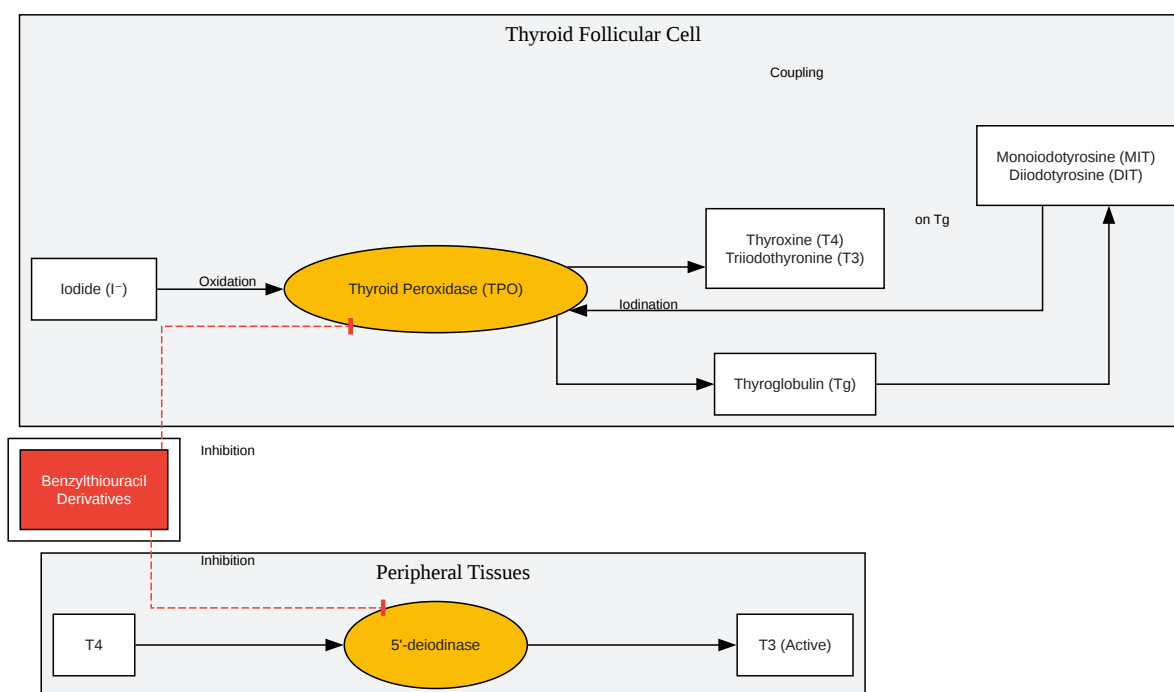 Thyroid Follicular Cell
Coupling
Monoiodotyrosine (MIT)
Diiodotyrosine (DIT)
on Tg
Thyroxine (T4)
Triiodothyronine (T3)
Iodide (I⁻)
Oxidation
Thyroid Peroxidase (TPO)
Iodination
Thyroglobulin (Tg)
Inhibition
Benzylthiouracil
Derivatives
Inhibition
Peripheral Tissues
T4
5'-deiodinase
T3 (Active)